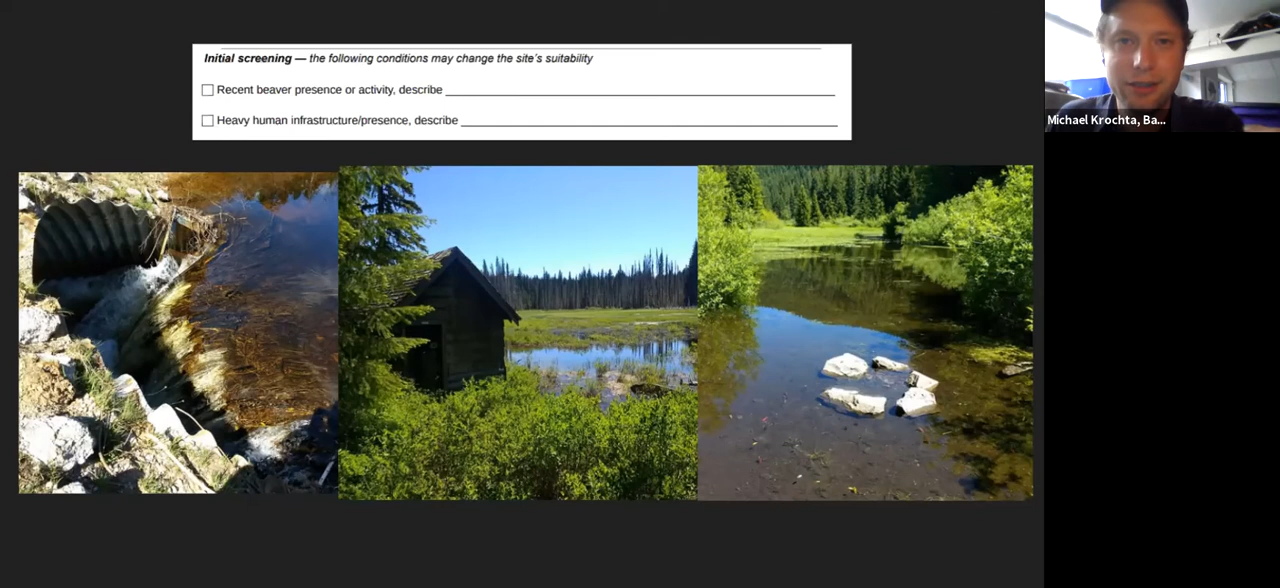 Initial screening — the following conditions may change the site's suitability
Recent beaver presence or activity, describe
Heavy human infrastructure/presence, describe
Michael Krochta, Ba...